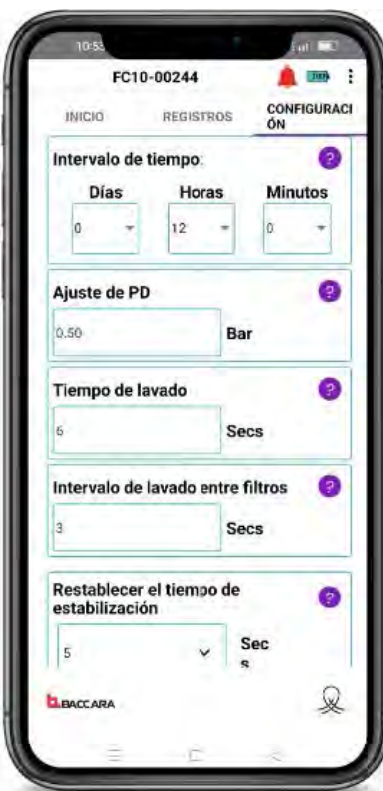 FC10-00244
100%
INICIO REGISTROS CONFIGURACI
ÓN
Intervalo de tiempo:
?
Días Horas Minutos
0 12 0
Ajuste de PD
?
0.50 Bar
Tiempo de lavado
?
6 Secs
Intervalo de lavado entre filtros
?
3 Secs
Restablecer el tiempo de
estabilización
?
5 Sec
s
BACCARA